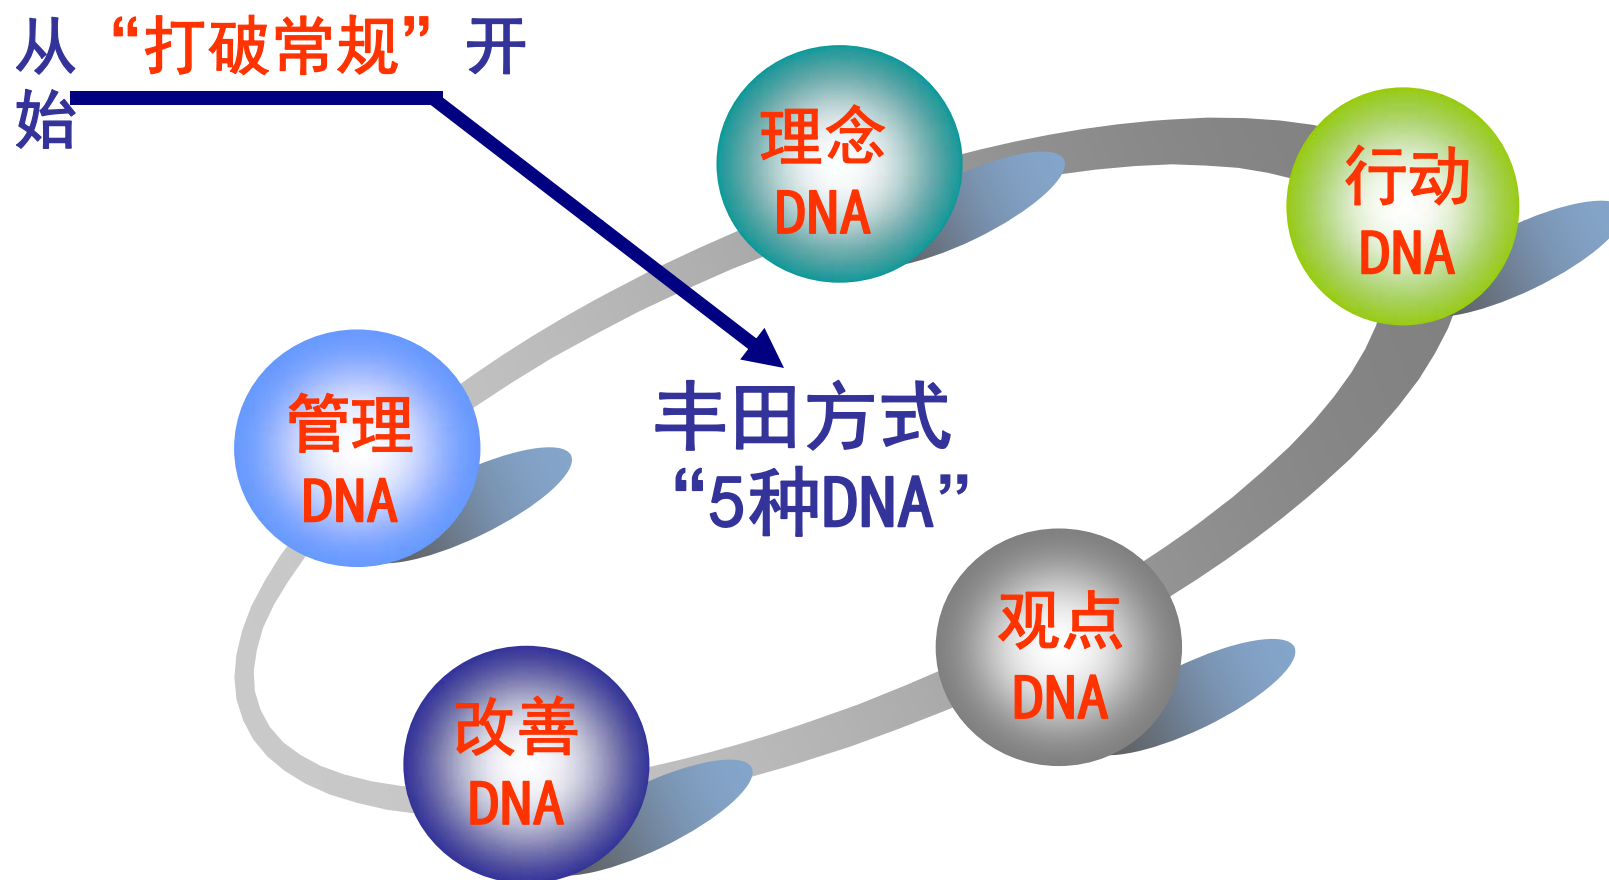 从“打破常规”开
始
理念
DNA
行动
DNA
管理
DNA
丰田方式
“5种DNA”
观点
DNA
改善
DNA